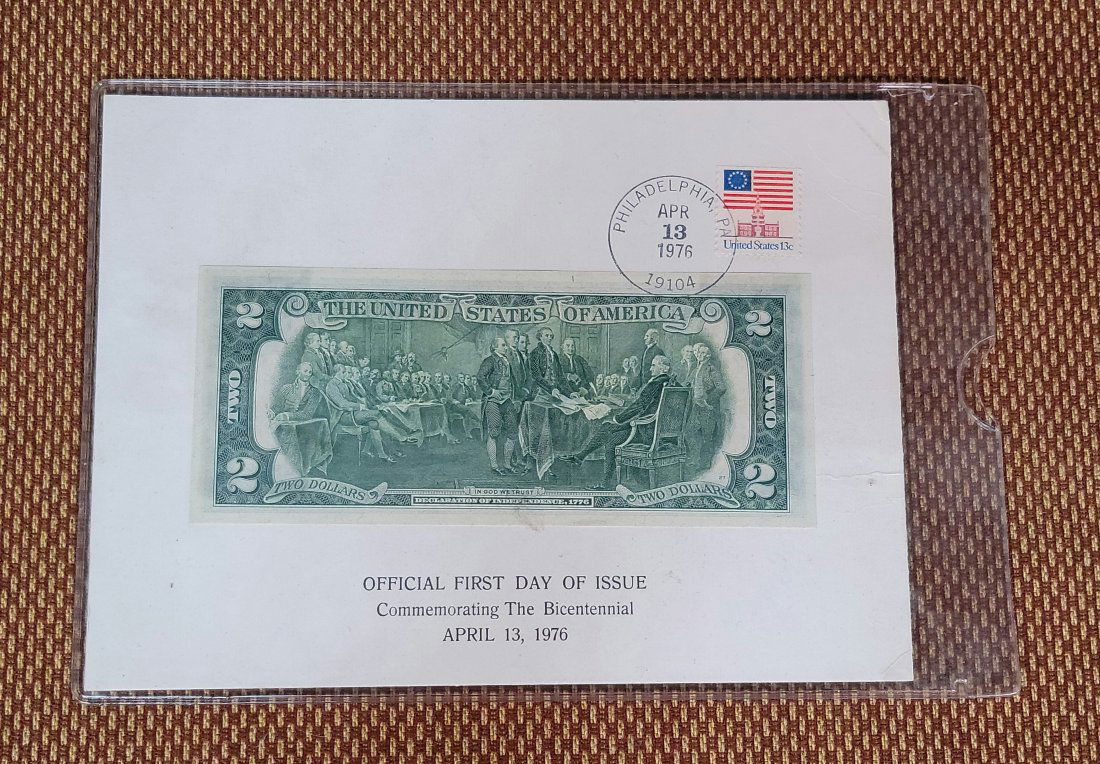 PHILADELPHIA, PA
APR
13
1976
19104
United States 13c
THE UNITED STATES OF AMERICA
2
2
TWO
TWO
2
2
TWO DOLLARS
IN GOD WE TRUST
TWO DOLLARS
DECLARATION OF INDEPENDENCE, 1776
OFFICIAL FIRST DAY OF ISSUE
Commemorating The Bicentennial
APRIL 13, 1976